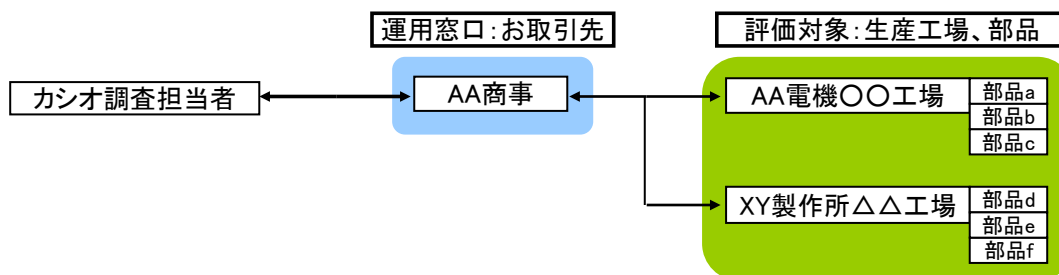 運用窓口：お取引先
評価対象：生産工場、部品
カシオ調査担当者
AA商事
AA電機〇〇工場
部品a
部品b
部品c
XY製作所△△工場
部品d
部品e
部品f